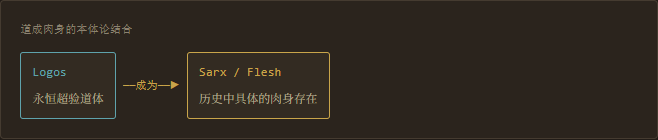 道成肉身的本体论结合
Logos
永恒超验道体
—成为—▶
Sarx / Flesh
历史中具体的肉身存在